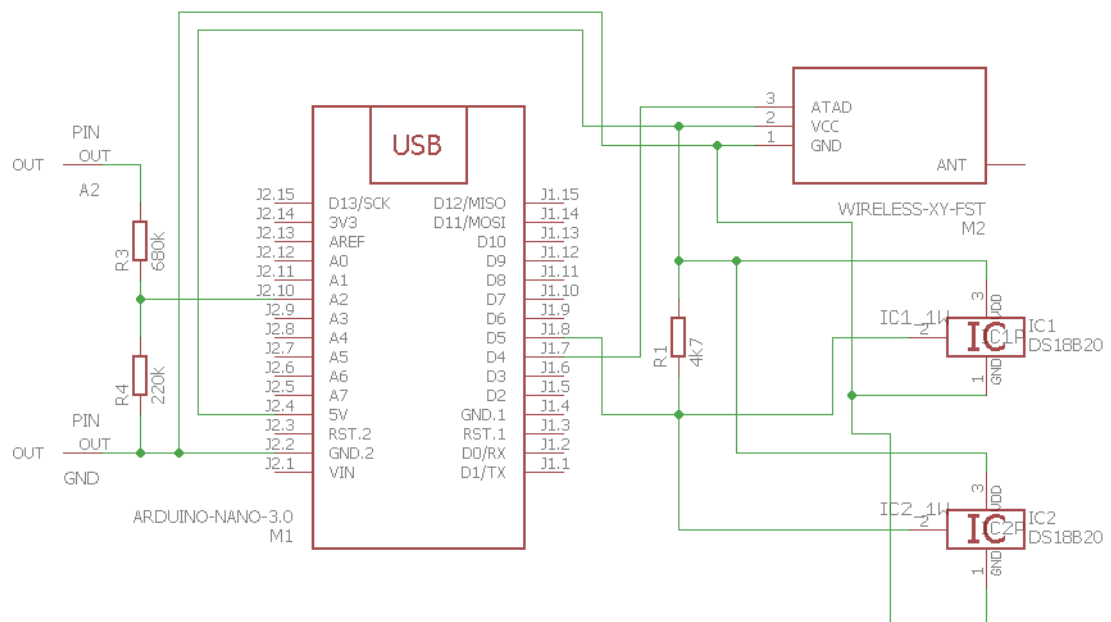 PIN
OUT
OUT
A2
R3
680k
R4
220k
PIN
OUT
OUT
GND
USB
J2.15
D13/SCK
D12/MISO
J1.15
J2.14
3V3
D11/MOSI
J1.14
J2.13
AREF
D10
J1.13
J2.12
A0
D9
J1.12
J2.11
A1
D8
J1.11
J2.10
A2
D7
J1.10
J2.9
A3
D6
J1.9
J2.8
A4
D5
J1.8
J2.7
A5
D4
J1.7
J2.6
A6
D3
J1.6
J2.5
A7
D2
J1.5
J2.4
5V
GND.1
J1.4
J2.3
RST.2
RST.1
J1.3
J2.2
GND.2
D0/RX
J1.2
J2.1
VIN
D1/TX
J1.1
ARDUINO-NANO-3.0
M1
3
ATAD
2
VCC
1
GND
ANT
WIRELESS-XY-FST
M2
R1
4k7
3
VDD
IC1_1W
2
IC
IC1
DS18B20
1
GND
3
VDD
IC2_1W
2
IC
IC2
DS18B20
1
GND